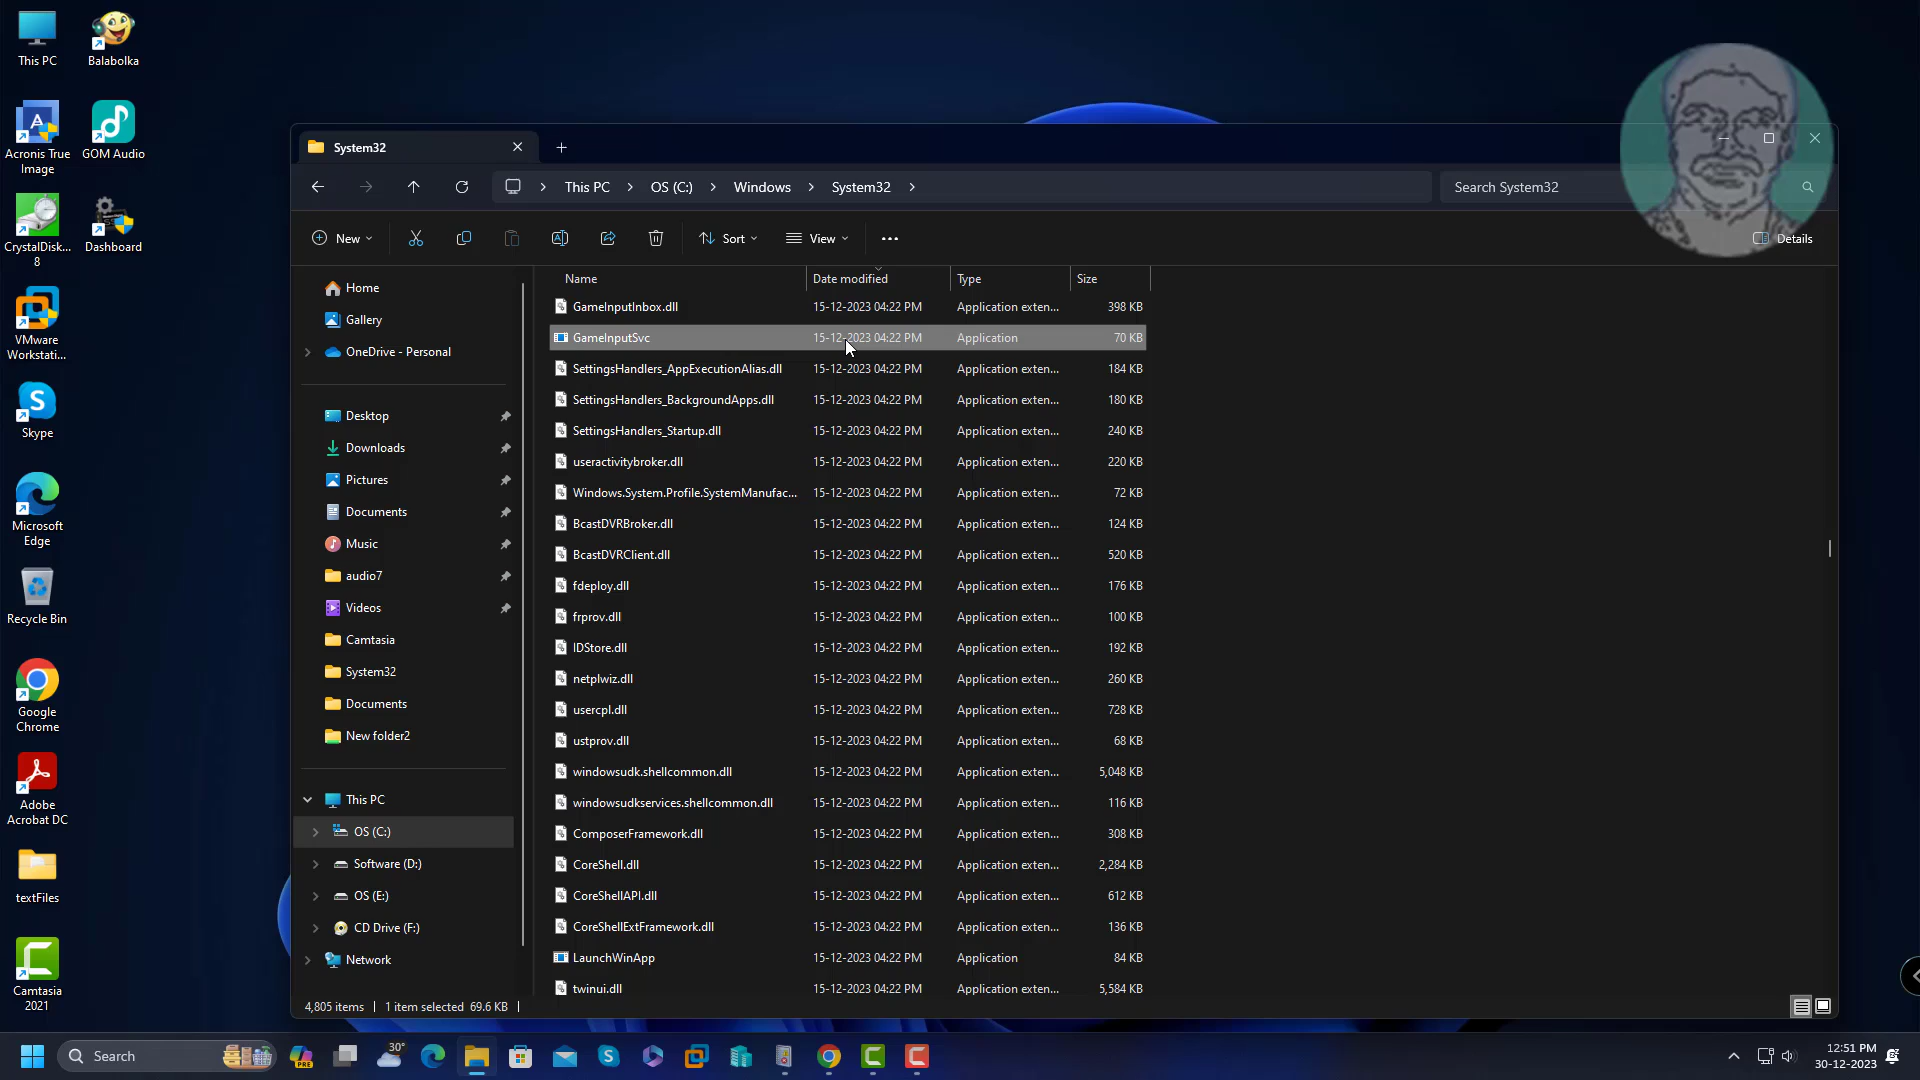 This PC
Balabolka
Acronis True
Image
GOM Audio
CrystalDisk...
8
Dashboard
VMware
Workstati...
Skype
Microsoft
Edge
Recycle Bin
Google
Chrome
Adobe
Acrobat DC
textFiles
Camtasia
2021
System32
This PC
OS (C:)
Windows
System32
Search System32
New
Sort
View
Details
Home
Gallery
OneDrive - Personal
Desktop
Downloads
Pictures
Documents
Music
audio7
Videos
Camtasia
System32
Documents
New folder2
This PC
OS (C:)
Software (D:)
OS (E:)
CD Drive (F:)
Network
Name Date modified Type Size
GameInputInbox.dll 15-12-2023 04:22 PM Application exten... 398 KB
GameInputSvc 15-12-2023 04:22 PM Application 70 KB
SettingsHandlers_AppExecutionAlias.dll 15-12-2023 04:22 PM Application exten... 184 KB
SettingsHandlers_BackgroundApps.dll 15-12-2023 04:22 PM Application exten... 180 KB
SettingsHandlers_Startup.dll 15-12-2023 04:22 PM Application exten... 240 KB
useractivitybroker.dll 15-12-2023 04:22 PM Application exten... 220 KB
Windows.System.Profile.SystemManufac... 15-12-2023 04:22 PM Application exten... 72 KB
BcastDVRBroker.dll 15-12-2023 04:22 PM Application exten... 124 KB
BcastDVRClient.dll 15-12-2023 04:22 PM Application exten... 520 KB
fdeploy.dll 15-12-2023 04:22 PM Application exten... 176 KB
frprov.dll 15-12-2023 04:22 PM Application exten... 100 KB
IDStore.dll 15-12-2023 04:22 PM Application exten... 192 KB
netplwiz.dll 15-12-2023 04:22 PM Application exten... 260 KB
usercpl.dll 15-12-2023 04:22 PM Application exten... 728 KB
ustprov.dll 15-12-2023 04:22 PM Application exten... 68 KB
windowsudk.shellcommon.dll 15-12-2023 04:22 PM Application exten... 5,048 KB
windowsudkservices.shellcommon.dll 15-12-2023 04:22 PM Application exten... 116 KB
ComposerFramework.dll 15-12-2023 04:22 PM Application exten... 308 KB
CoreShell.dll 15-12-2023 04:22 PM Application exten... 2,284 KB
CoreShellAPI.dll 15-12-2023 04:22 PM Application exten... 612 KB
CoreShellExtFramework.dll 15-12-2023 04:22 PM Application exten... 136 KB
LaunchWinApp 15-12-2023 04:22 PM Application 84 KB
twinui.dll 15-12-2023 04:22 PM Application exten... 5,584 KB
4,805 items 1 item selected 69.6 KB
Search
PRE
30°
12:51 PM
30-12-2023